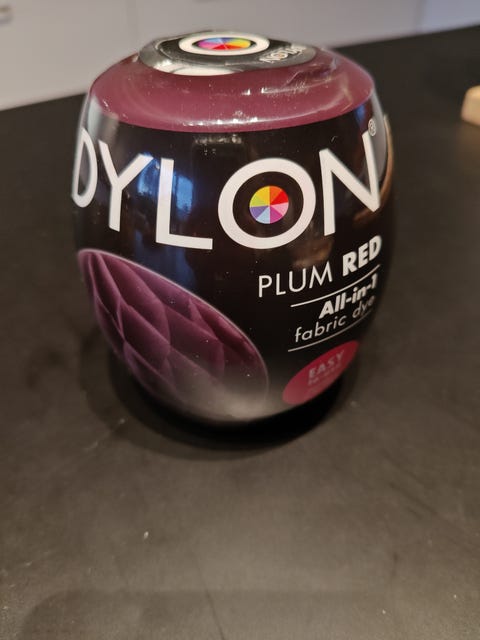 DYLON®
PLUM RED
All-in-1
fabric dye
EASY